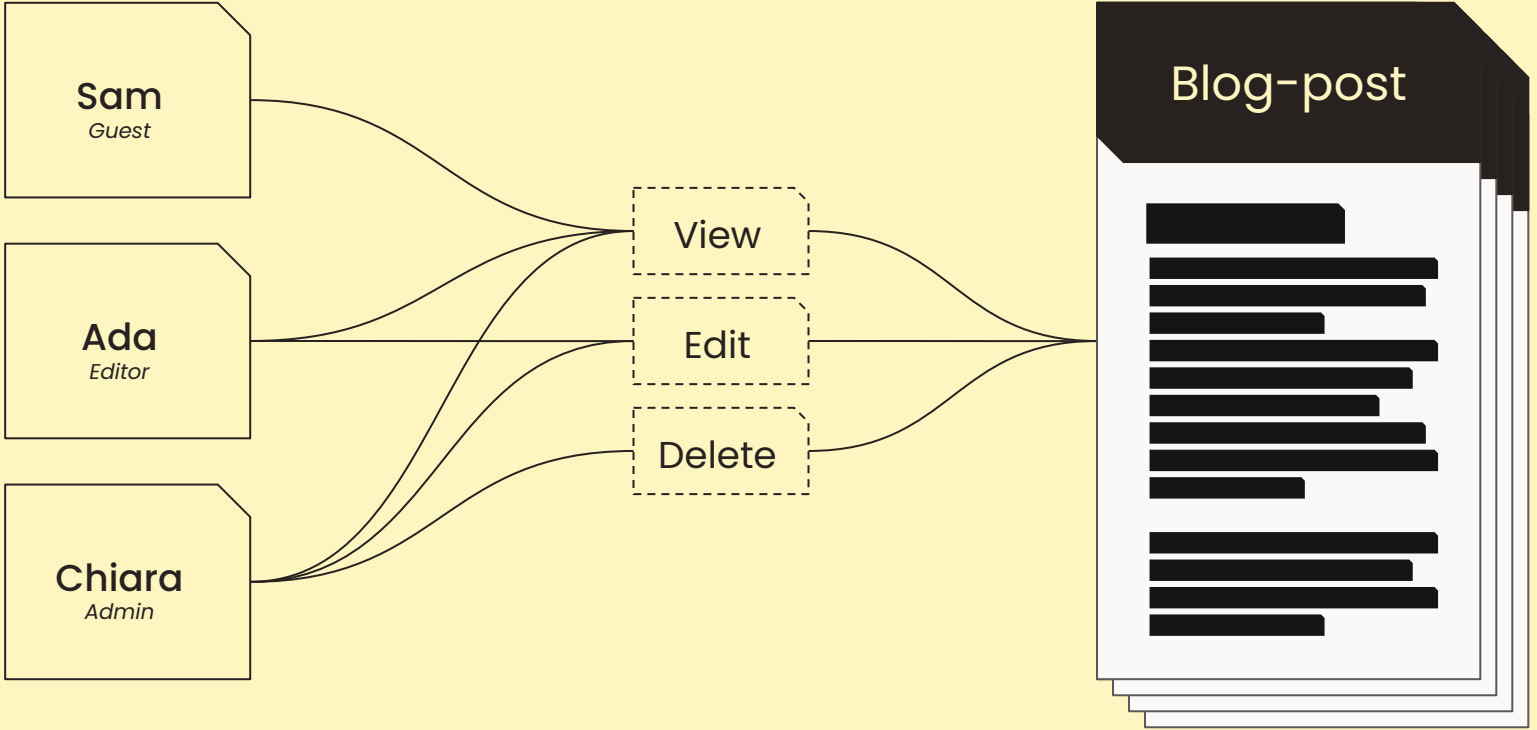 Sam
Guest
Ada
Editor
Chiara
Admin
View
Edit
Delete
Blog-post